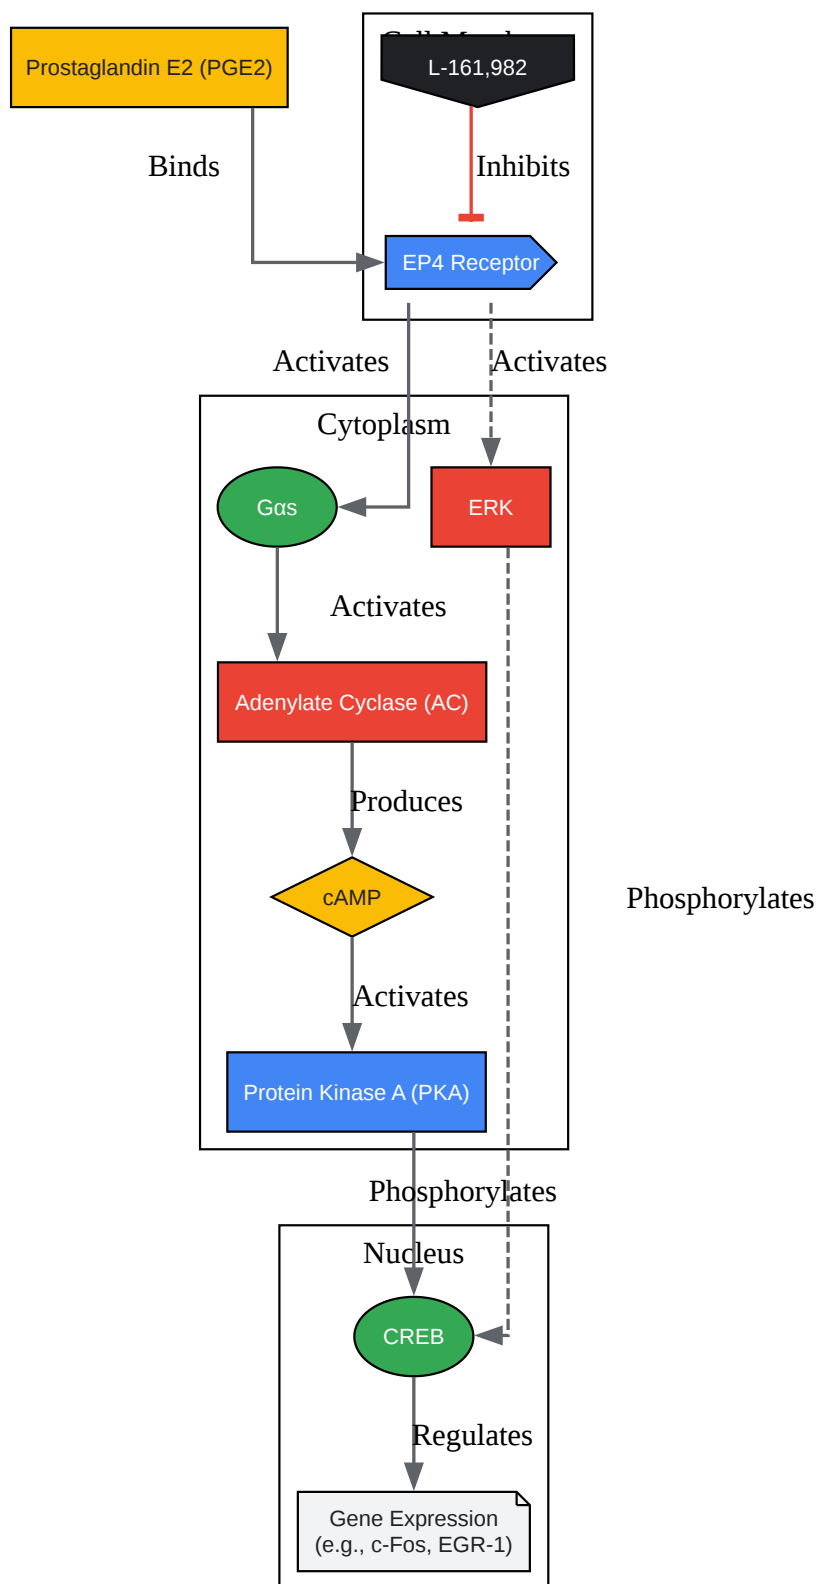 Prostaglandin E2 (PGE2)
L-161,982
Binds
Inhibits
EP4 Receptor
Activates
Activates
Cytoplasm
Gαs
ERK
Activates
Adenylate Cyclase (AC)
Produces
cAMP
Phosphorylates
Activates
Protein Kinase A (PKA)
Phosphorylates
Nucleus
CREB
Regulates
Gene Expression
(e.g., c-Fos, EGR-1)